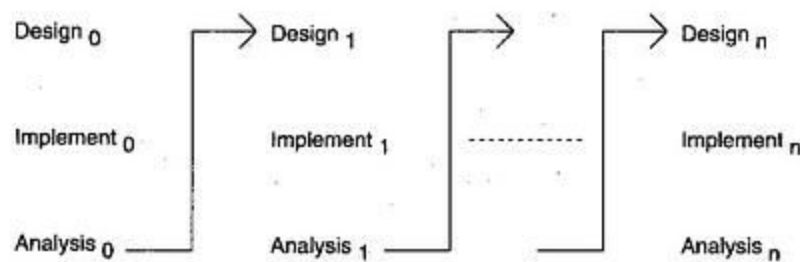 Design 0
Design 1
Design n
Implement 0
Implement 1
Implement n
Analysis 0
Analysis 1
Analysis n